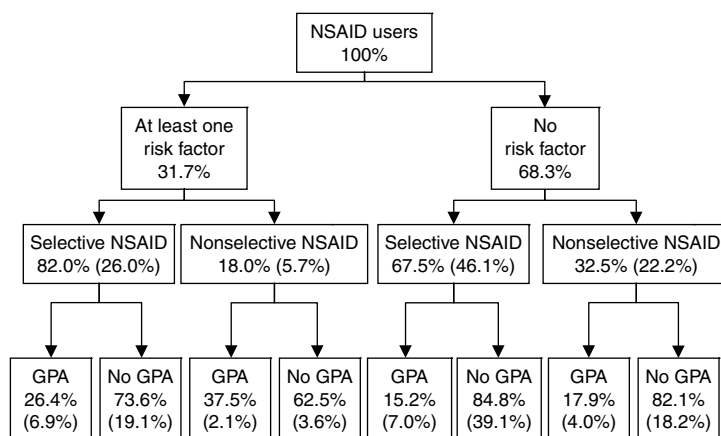 NSAID users
100%
At least one
risk factor
31.7%
No
risk factor
68.3%
Selective NSAID
82.0% (26.0%)
Nonselective NSAID
18.0% (5.7%)
Selective NSAID
67.5% (46.1%)
Nonselective NSAID
32.5% (22.2%)
GPA
26.4%
(6.9%)
No GPA
73.6%
(19.1%)
GPA
37.5%
(2.1%)
No GPA
62.5%
(3.6%)
GPA
15.2%
(7.0%)
No GPA
84.8%
(39.1%)
GPA
17.9%
(4.0%)
No GPA
82.1%
(18.2%)